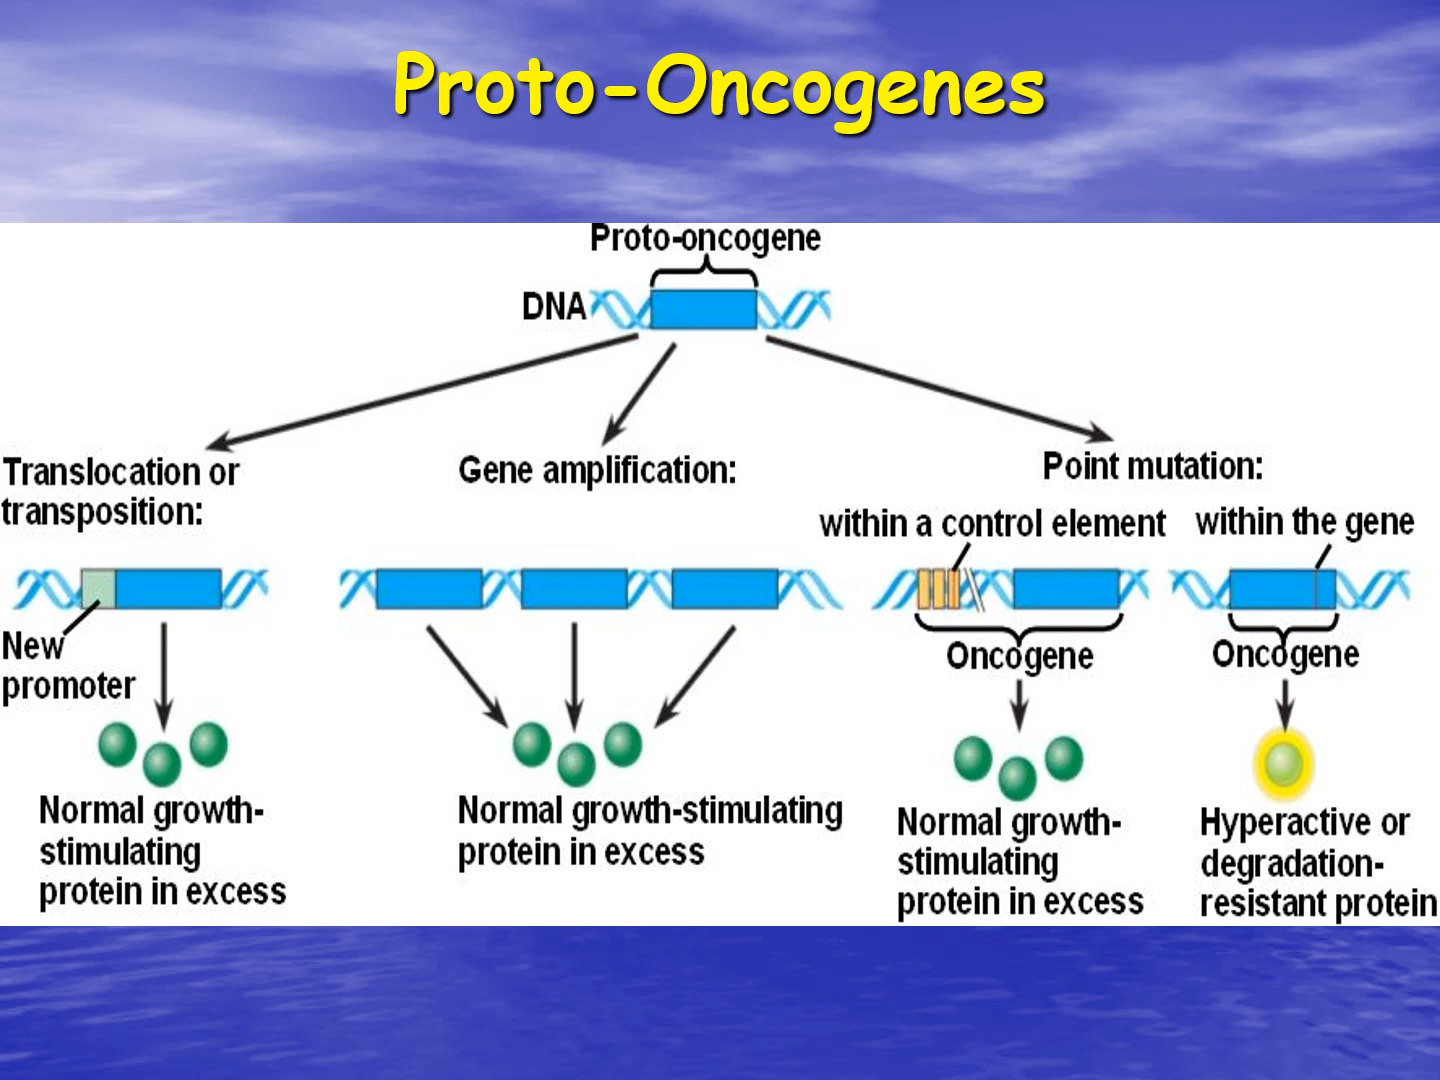 Proto-Oncogenes
Proto-oncogene
DNA
Translocation or
transposition:
New
promoter
Normal growth-
stimulating
protein in excess
Gene amplification:
Normal growth-stimulating
protein in excess
Point mutation:
within a control element
Oncogene
Normal growth-
stimulating
protein in excess
within the gene
Oncogene
Hyperactive or
degradation-
resistant protein